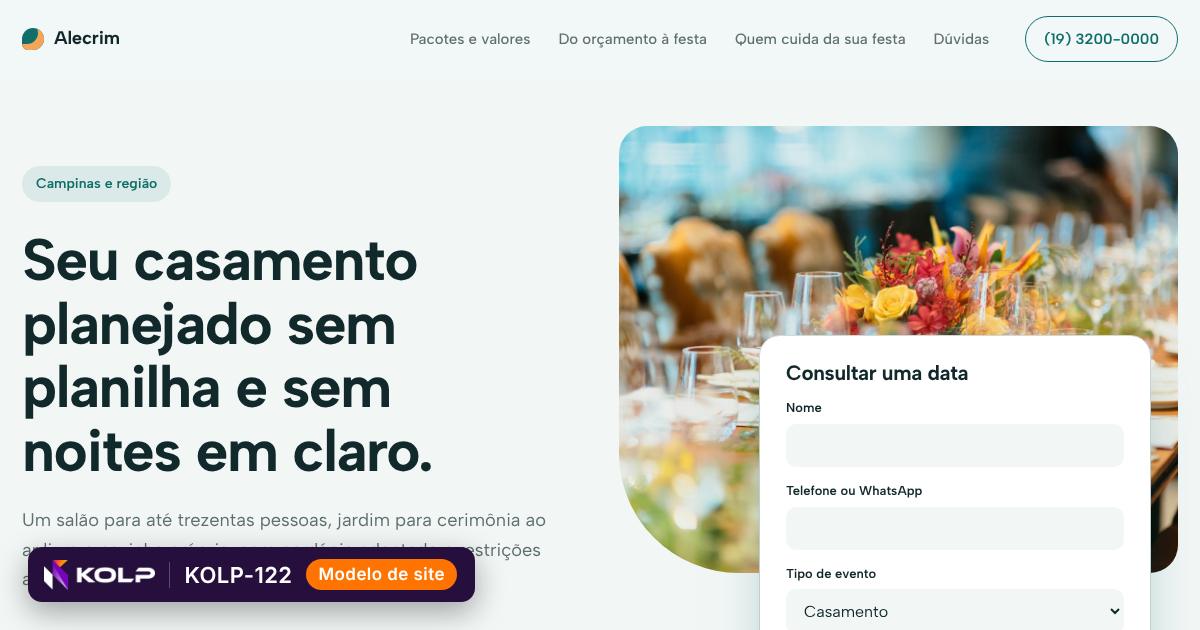 Alecrim
Pacotes e valores
Do orçamento à festa
Quem cuida da sua festa
Dúvidas
(19) 3200-0000
Campinas e região
Seu casamento
planejado sem
planilha e sem
noites em claro.
Um salão para até trezentas pessoas, jardim para cerimônia ao
Consultar uma data
Nome
Telefone ou WhatsApp
Tipo de evento
Casamento
KOLP
KOLP-122
Modelo de site